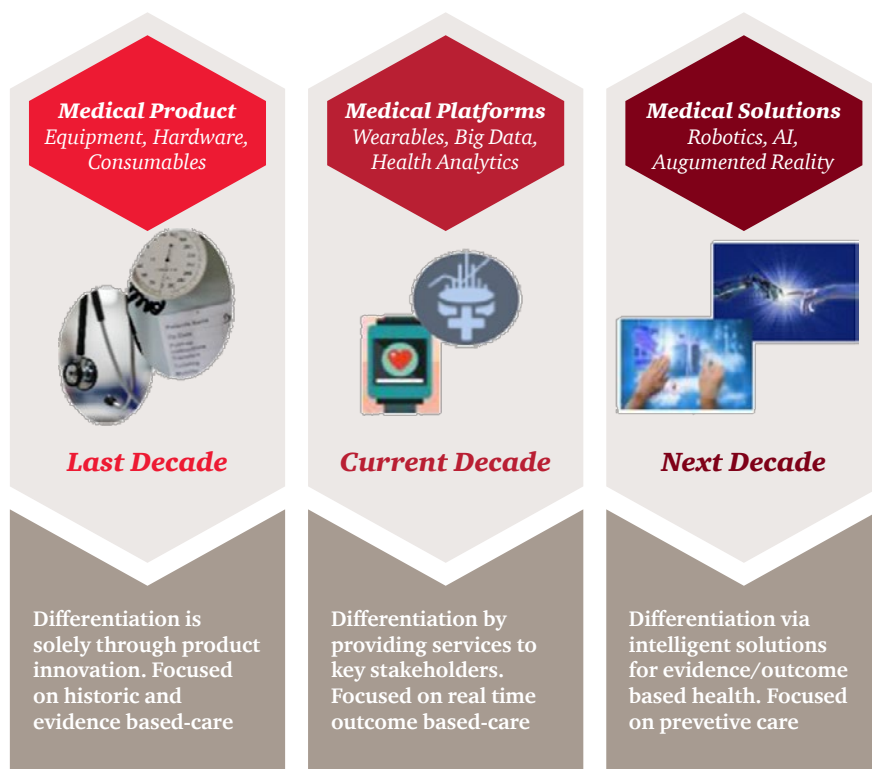 Medical Product
Equipment, Hardware,
Consumables
Last Decade
Differentiation is
solely through product
innovation. Focused
on historic and
evidence based-care
Medical Platforms
Wearables, Big Data,
Health Analytics
Current Decade
Differentiation by
providing services to
key stakeholders.
Focused on real time
outcome based-care
Medical Solutions
Robotics, AI,
Augumented Reality
Next Decade
Differentiation via
intelligent solutions
for evidence/outcome
based health. Focused
on prevetive care